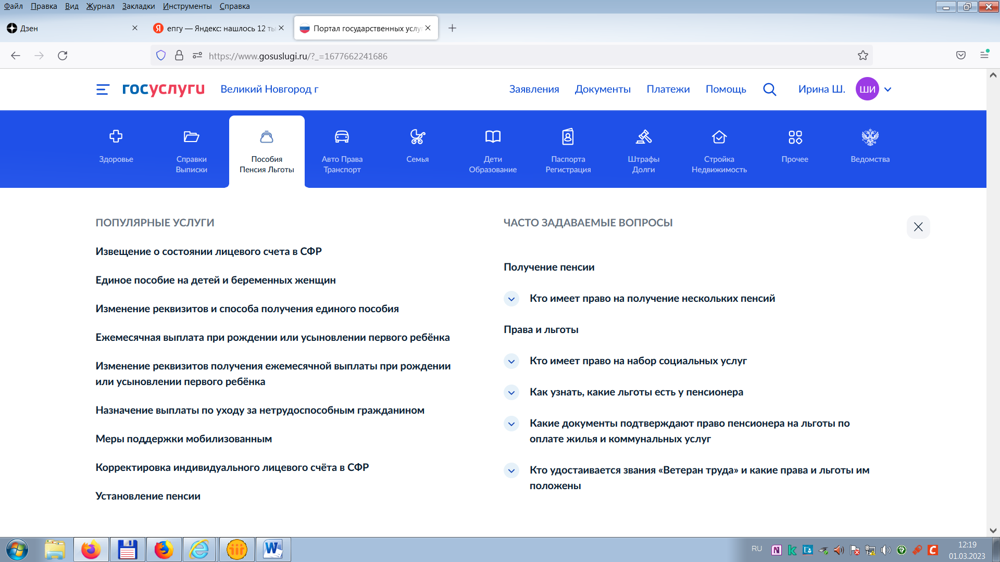 Файл Правка Вид Журнал Закладки Инструменты Справка
Дзен
Я епгу — Яндекс: нашлось 12 ты
Портал государственных услу
https://www.gosuslugi.ru/?_=1677662241686
госуслуги
Великий Новгород г
Заявления Документы Платежи Помощь
Ирина Ш. ШИ
Здоровье
Справки
Выписки
Пособия
Пенсия Льготы
Авто Права
Транспорт
Семья
Дети
Образование
Паспорта
Регистрация
Штрафы
Долги
Стройка
Недвижимость
Прочее
Ведомства
ПОПУЛЯРНЫЕ УСЛУГИ
Извещение о состоянии лицевого счета в СФР
Единое пособие на детей и беременных женщин
Изменение реквизитов и способа получения единого пособия
Ежемесячная выплата при рождении или усыновлении первого ребёнка
Изменение реквизитов получения ежемесячной выплаты при рождении
или усыновлении первого ребёнка
Назначение выплаты по уходу за нетрудоспособным гражданином
Меры поддержки мобилизованным
Корректировка индивидуального лицевого счёта в СФР
Установление пенсии
ЧАСТО ЗАДАВАЕМЫЕ ВОПРОСЫ
Получение пенсии
Кто имеет право на получение нескольких пенсий
Права и льготы
Кто имеет право на набор социальных услуг
Как узнать, какие льготы есть у пенсионера
Какие документы подтверждают право пенсионера на льготы по
оплате жилья и коммунальных услуг
Кто удостаивается звания «Ветеран труда» и какие права и льготы им
положены
RU
12:19
01.03.2023